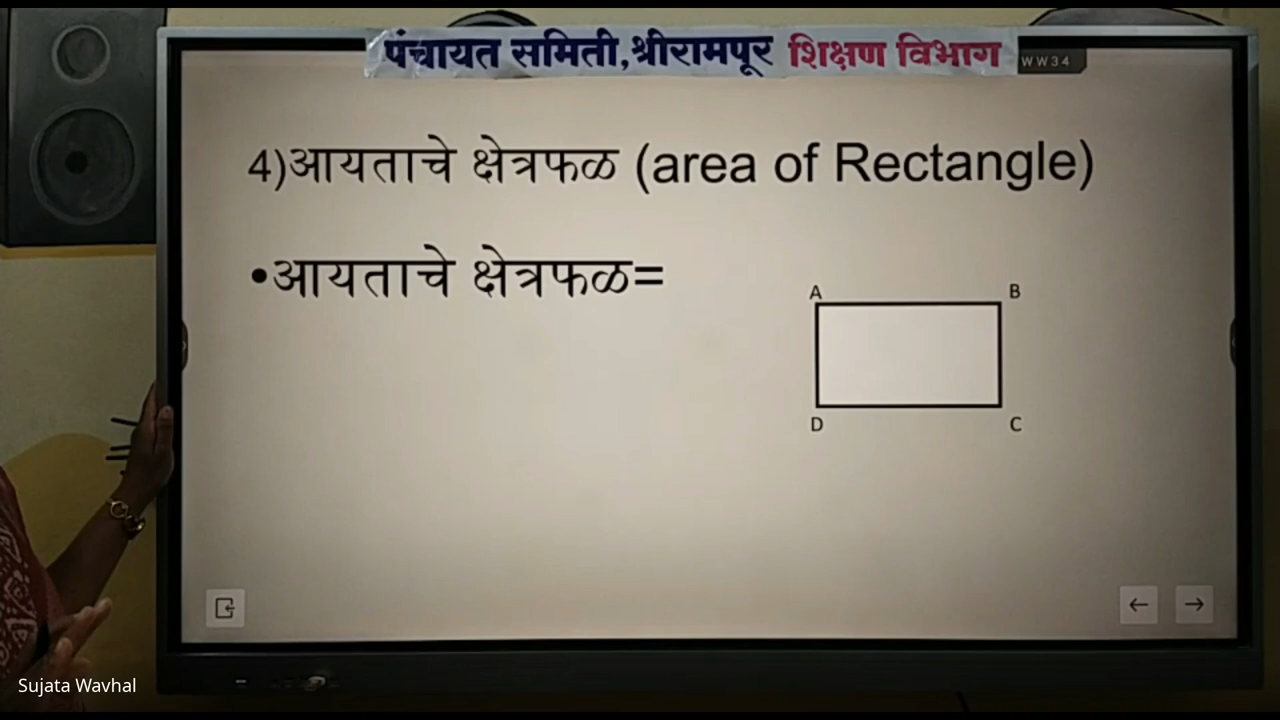 पंचायत समिती,श्रीरामपूर शिक्षण विभाग
WW34
4)आयताचे क्षेत्रफळ (area of Rectangle)
•आयताचे क्षेत्रफळ=
A B
D C
Sujata Wavhal